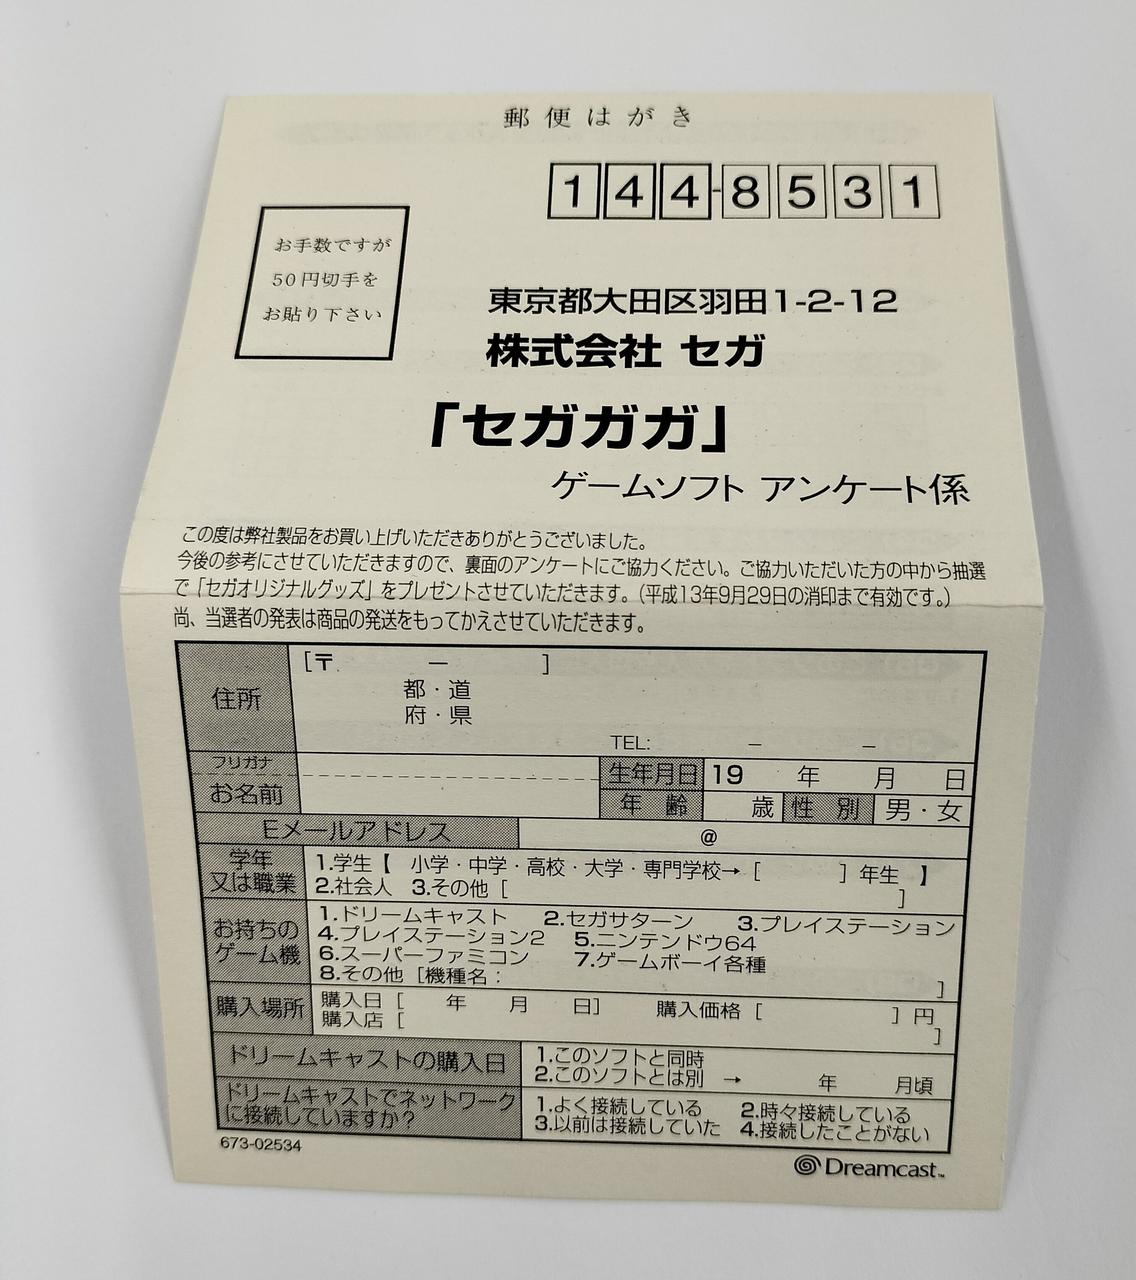 郵便はがき
144-8531
お手数ですが
50円切手を
お貼り下さい
東京都大田区羽田1-2-12
株式会社 セガ
「セガガガ」
ゲームソフト アンケート係
この度は弊社製品をお買い上げいただきありがとうございました。
今後の参考にさせていただきますので、裏面のアンケートにご協力ください。ご協力いただいた方の中から抽選
で「セガオリジナルグッズ」をプレゼントさせていただきます。(平成13年9月29日の消印まで有効です。)
尚、当選者の発表は商品の発送をもってかえさせていただきます。
住所 [〒 － ]
都・道
府・県
TEL: － －
フリガナ
お名前
生年月日 19 年 月 日
年 齢 歳 性 別 男・女
Eメールアドレス @
学年
又は職業
1.学生【 小学・中学・高校・大学・専門学校→ [ ] 年生 】
2.社会人 3.その他 [ ]
お持ちの
ゲーム機
1.ドリームキャスト 2.セガサターン 3.プレイステーション
4.プレイステーション2 5.ニンテンドウ64
6.スーパーファミコン 7.ゲームボーイ各種
8.その他 [機種名: ]
購入場所
購入日 [ 年 月 日] 購入価格 [ ] 円
購入店 [ ]
ドリームキャストの購入日
1.このソフトと同時
2.このソフトとは別 → 年 月頃
ドリームキャストでネットワーク
に接続していますか?
1.よく接続している 2.時々接続している
3.以前は接続していた 4.接続したことがない
673-02534
Dreamcast™